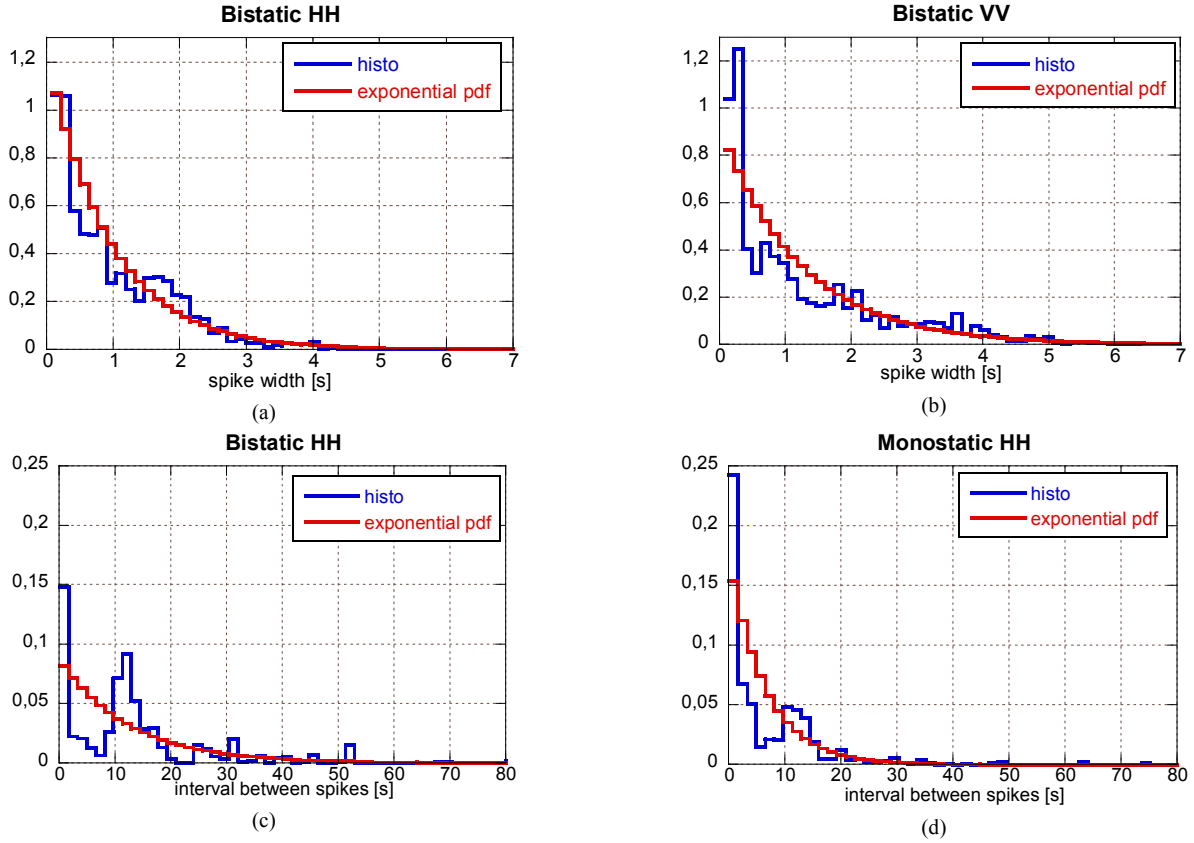 Bistatic HH
1,2
1
0,8
0,6
0,4
0,2
0
0 1 2 3 4 5 6 7
histo
exponential pdf
spike width [s]
(a)
Bistatic VV
1,2
1
0,8
0,6
0,4
0,2
0
0 1 2 3 4 5 6 7
histo
exponential pdf
spike width [s]
(b)
Bistatic HH
0,25
0,2
0,15
0,1
0,05
0
0 10 20 30 40 50 60 70 80
histo
exponential pdf
interval between spikes [s]
(c)
Monostatic HH
0,25
0,2
0,15
0,1
0,05
0
0 10 20 30 40 50 60 70 80
histo
exponential pdf
interval between spikes [s]
(d)